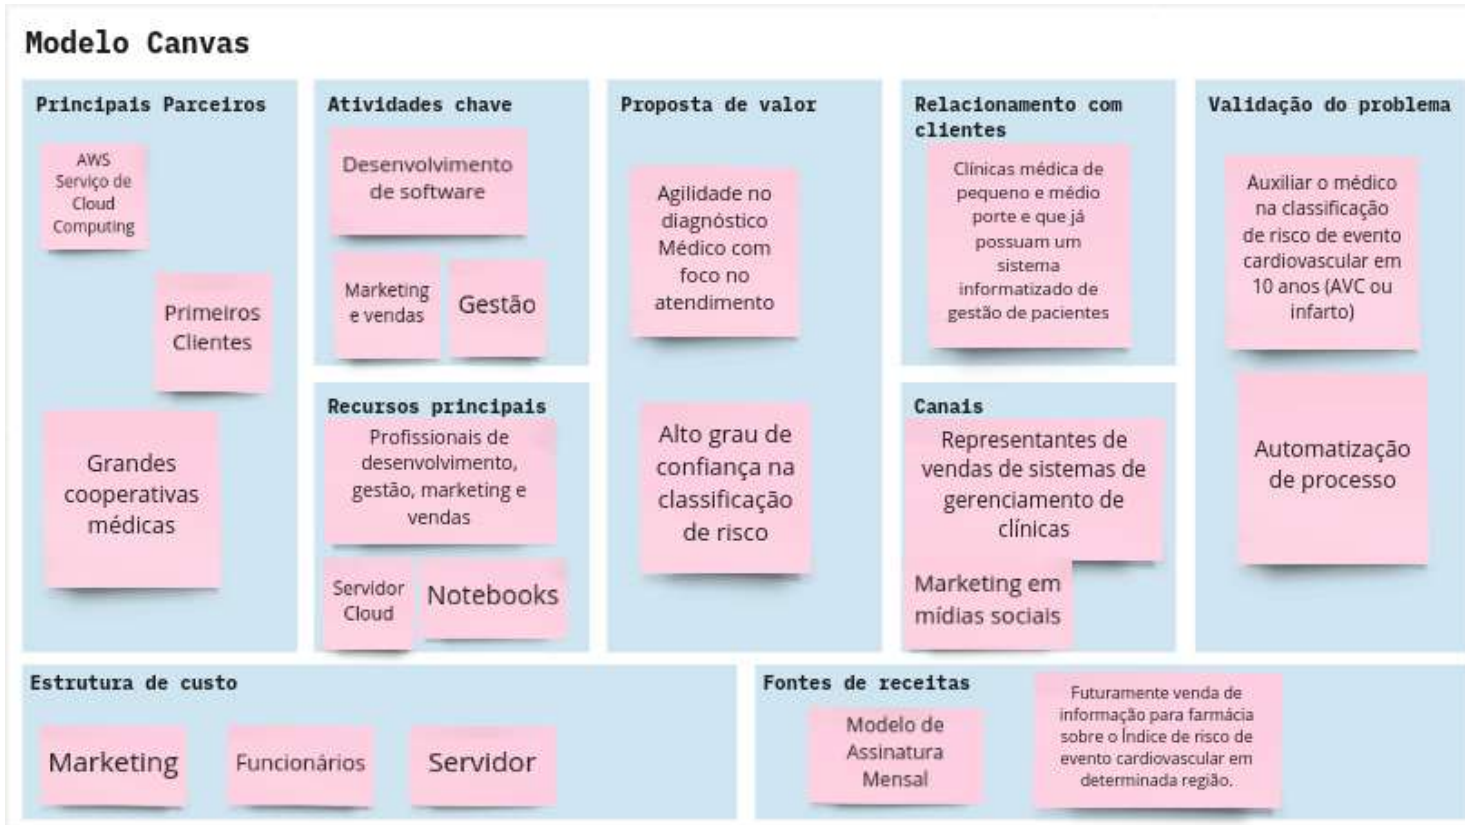 Modelo Canvas
Principais Parceiros
AWS
Serviço de
Cloud
Computing
Primeiros
Clientes
Grandes
cooperativas
médicas
Atividades chave
Desenvolvimento
de software
Marketing
e vendas
Gestão
Recursos principais
Profissionais de
desenvolvimento,
gestão, marketing e
vendas
Servidor
Cloud
Notebooks
Proposta de valor
Agilidade no
diagnóstico
Médico com
foco no
atendimento
Alto grau de
confiança na
classificação
de risco
Relacionamento com
clientes
Clínicas médica de
pequeno e médio
porte e que já
possuam um
sistema
informatizado de
gestão de pacientes
Canais
Representantes de
vendas de sistemas de
gerenciamento de
clínicas
Marketing em
mídias sociais
Validação do problema
Auxiliar o médico
na classificação
de risco de evento
cardiovascular em
10 anos (AVC ou
infarto)
Automatização
de processo
Estrutura de custo
Marketing
Funcionários
Servidor
Fontes de receitas
Modelo de
Assinatura
Mensal
Futuramente venda de
informação para farmácia
sobre o Índice de risco de
evento cardiovascular em
determinada região.